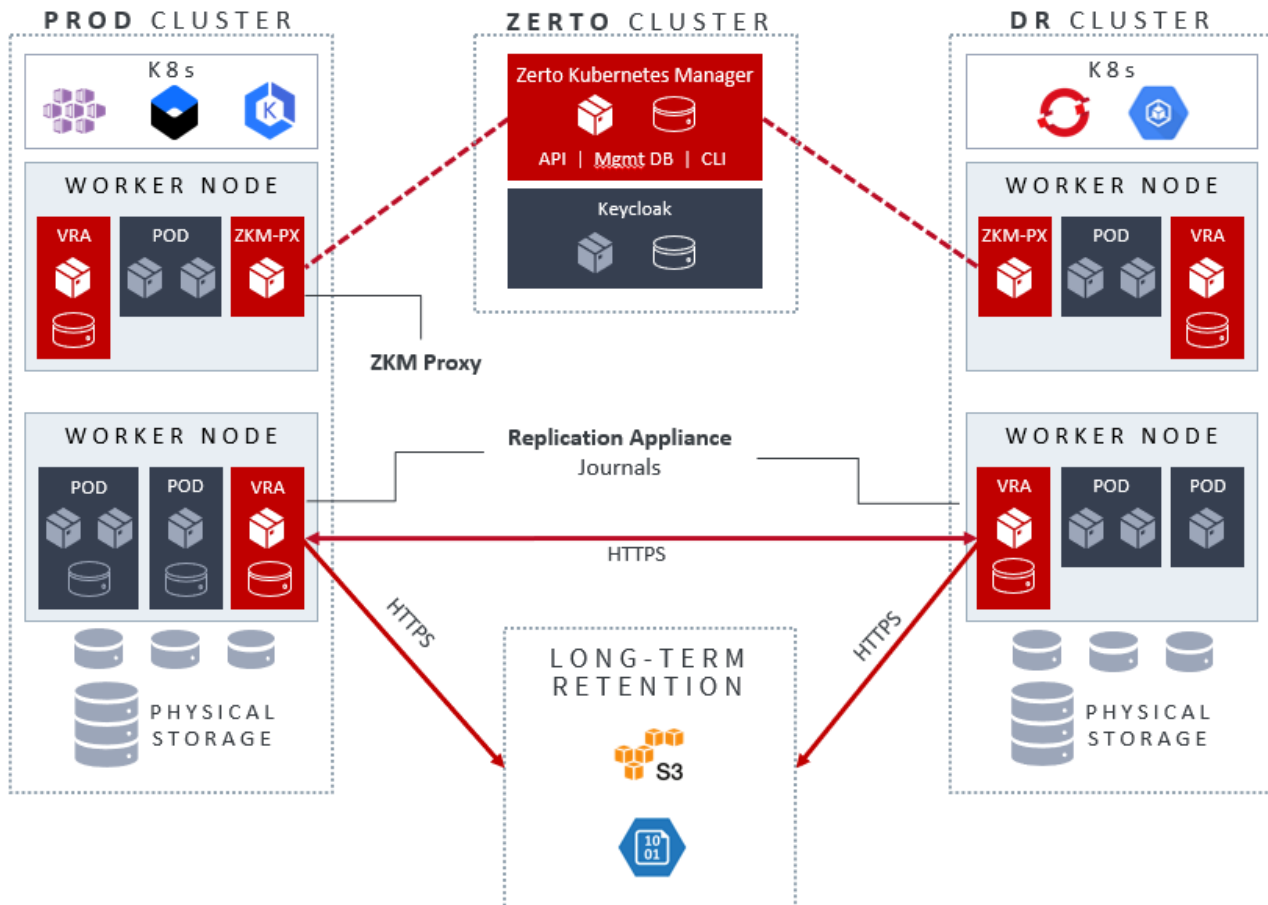 PROD CLUSTER
K8s
K
WORKER NODE
VRA
POD
ZKM-PX
WORKER NODE
POD
POD
VRA
PHYSICAL
STORAGE
ZERTO CLUSTER
Zerto Kubernetes Manager
API | Mgmt DB | CLI
Keycloak
ZKM Proxy
Replication Appliance
Journals
HTTPS
HTTPS
HTTPS
LONG-TERM
RETENTION
S3
10
01
DR CLUSTER
K8s
WORKER NODE
ZKM-PX
POD
VRA
WORKER NODE
VRA
POD
POD
PHYSICAL
STORAGE